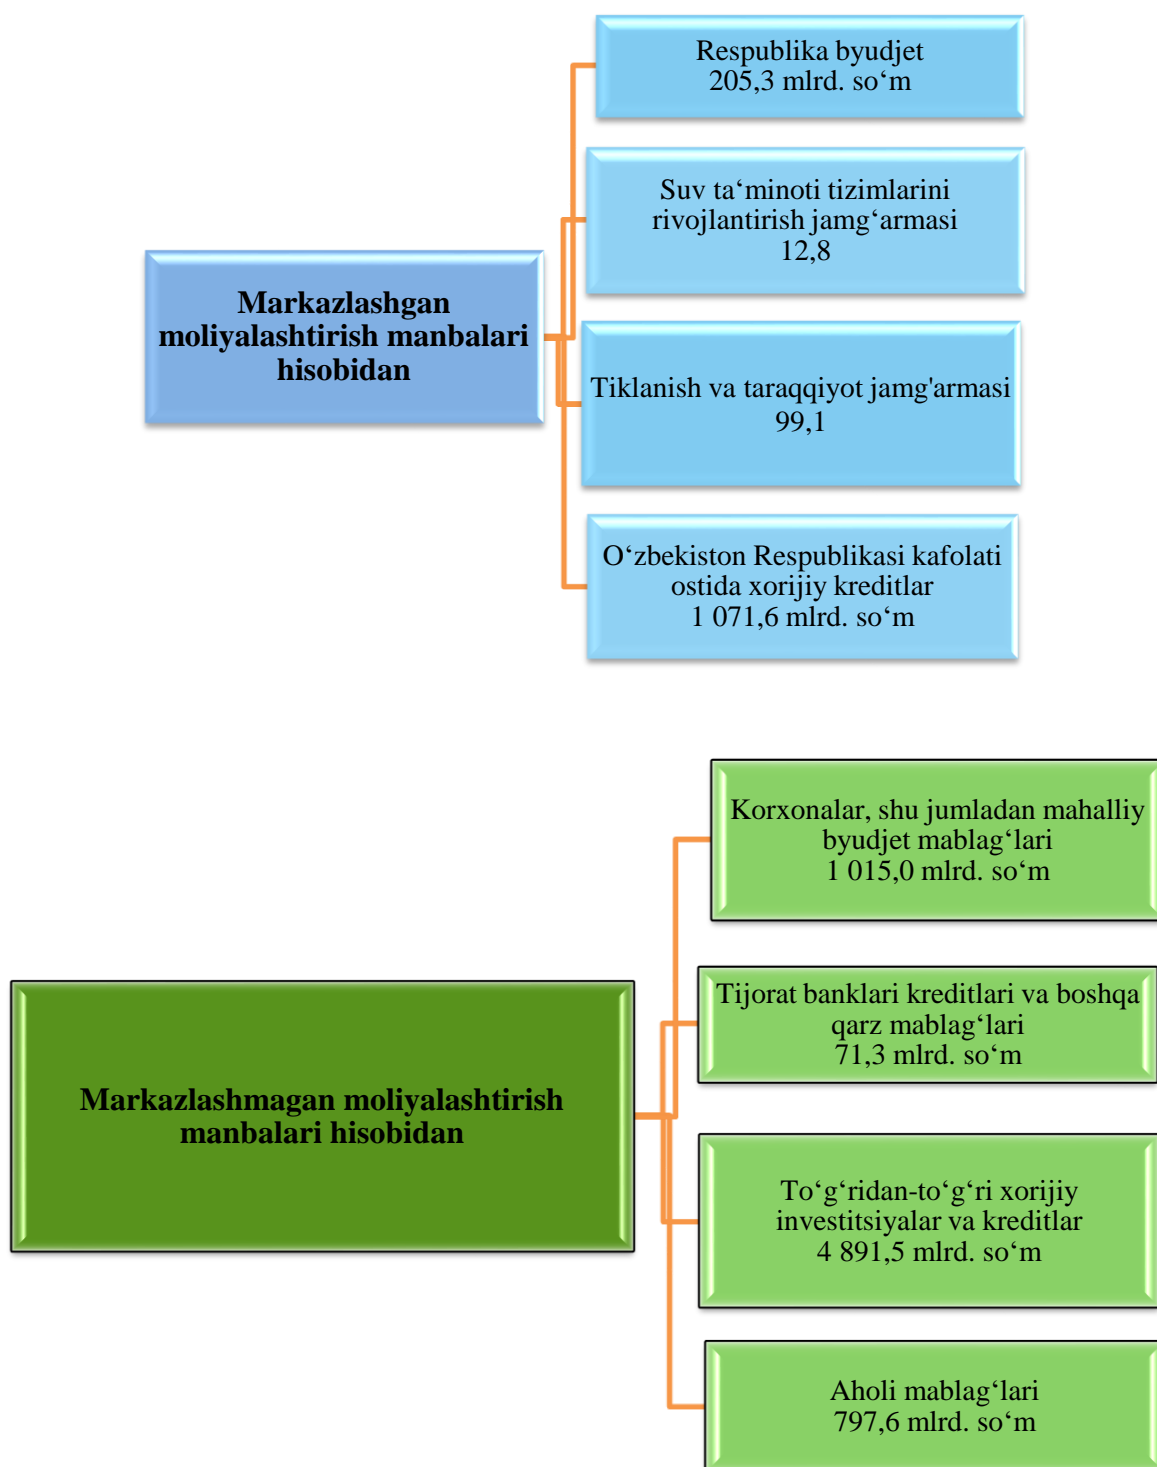 Respublika byudjet
205,3 mlrd. so‘m
Suv ta‘minoti tizimlarini
rivojlantirish jamg‘armasi
12,8
Markazlashgan
moliyalashtirish manbalari
hisobidan
Tiklanish va taraqqiyot jamg'armasi
99,1
O‘zbekiston Respublikasi kafolati
ostida xorijiy kreditlar
1 071,6 mlrd. so‘m
Korxonalar, shu jumladan mahalliy
byudjet mablag‘lari
1 015,0 mlrd. so‘m
Tijorat banklari kreditlari va boshqa
qarz mablag‘lari
71,3 mlrd. so‘m
Markazlashmagan moliyalashtirish
manbalari hisobidan
To‘g‘ridan-to‘g‘ri xorijiy
investitsiyalar va kreditlar
4 891,5 mlrd. so‘m
Aholi mablag‘lari
797,6 mlrd. so‘m